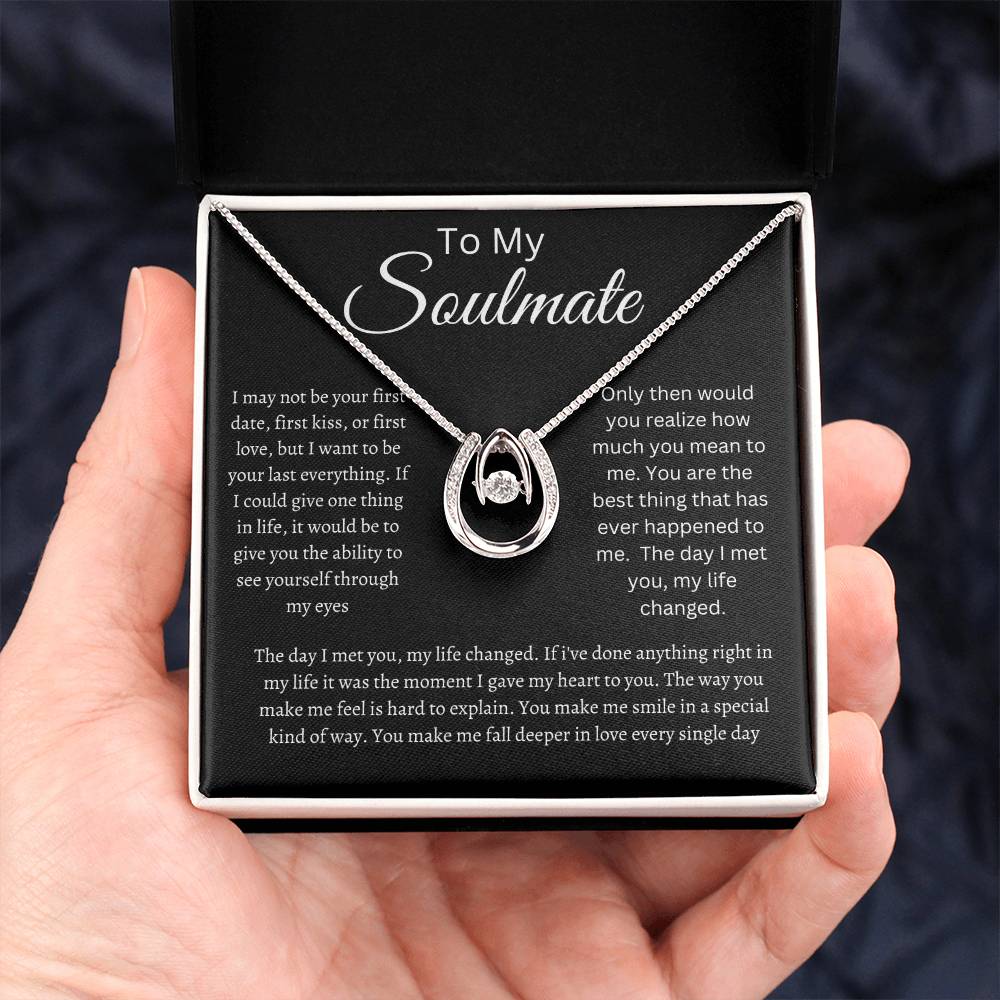 To My
Soulmate
I may not be your first
date, first kiss, or first
love, but I want to be
your last everything. If
I could give one thing
in life, it would be to
give you the ability to
see yourself through
my eyes
Only then would
you realize how
much you mean to
me. You are the
best thing that has
ever happened to
me. The day I met
you, my life
changed.
The day I met you, my life changed. If i've done anything right in
my life it was the moment I gave my heart to you. The way you
make me feel is hard to explain. You make me smile in a special
kind of way. You make me fall deeper in love every single day